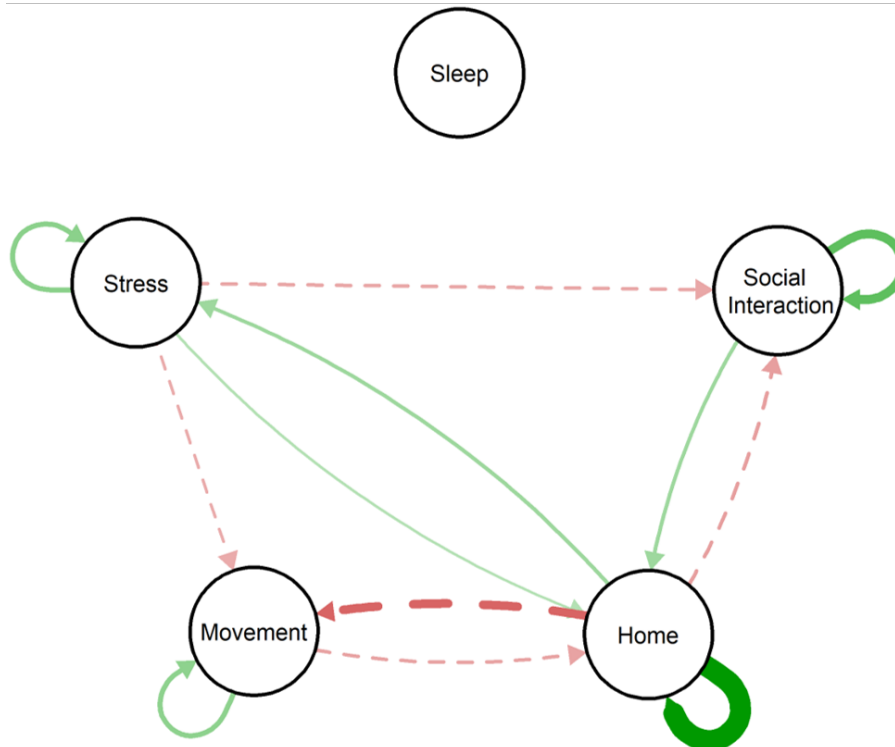 Sleep
Stress
Social
Interaction
Movement
Home